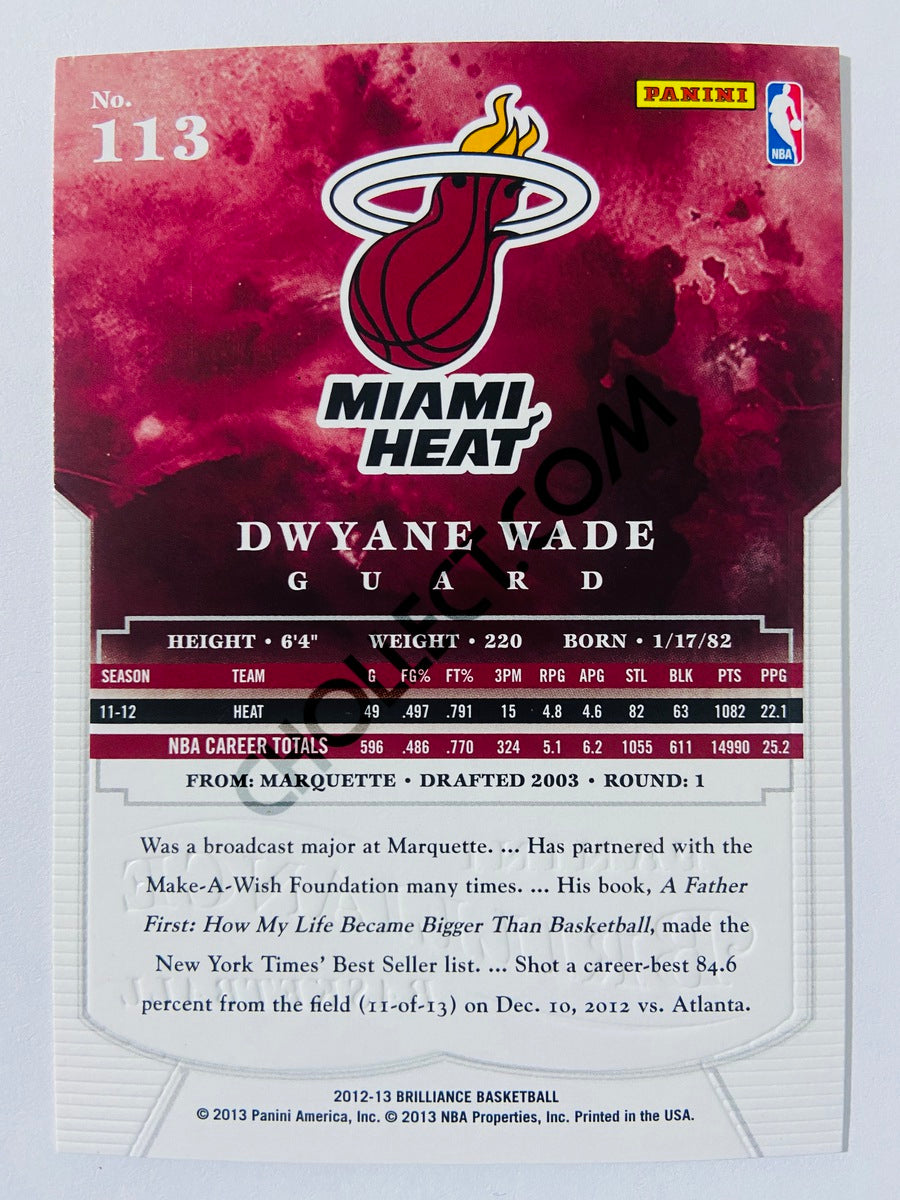 No.
113
PANINI
NBA
MIAMI
HEAT
DWYANE WADE
GUARD
HEIGHT • 6'4" WEIGHT • 220 BORN • 1/17/82
SEASON TEAM G FG% FT% 3PM RPG APG STL BLK PTS PPG
11-12 HEAT 49 .497 .791 15 4.8 4.6 82 63 1082 22.1
NBA CAREER TOTALS 596 .486 .770 324 5.1 6.2 1055 611 14990 25.2
FROM: MARQUETTE • DRAFTED 2003 • ROUND: 1
Was a broadcast major at Marquette. ... Has partnered with the
Make-A-Wish Foundation many times. ... His book, A Father
First: How My Life Became Bigger Than Basketball, made the
New York Times' Best Seller list. ... Shot a career-best 84.6
percent from the field (11-of-13) on Dec. 10, 2012 vs. Atlanta.
2012-13 BRILLIANCE BASKETBALL
© 2013 Panini America, Inc. © 2013 NBA Properties, Inc. Printed in the USA.
CHOLLECT.COM